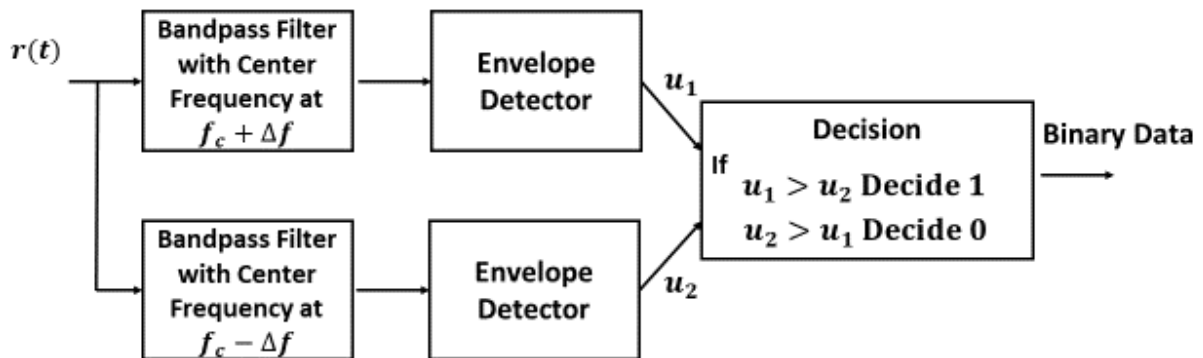 r(t)
Bandpass Filter
with Center
Frequency at
f_c + Δf
Envelope
Detector
u_1
Decision
If
u_1 > u_2 Decide 1
u_2 > u_1 Decide 0
Binary Data
Bandpass Filter
with Center
Frequency at
f_c − Δf
Envelope
Detector
u_2